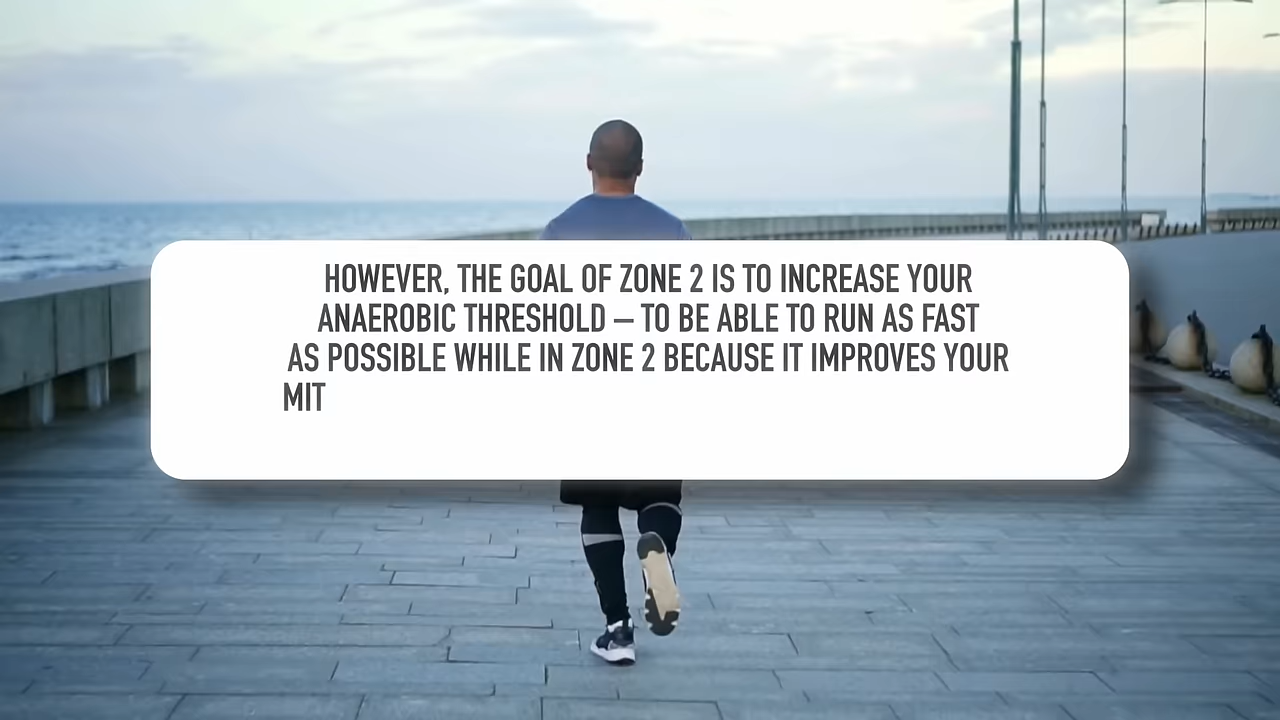 HOWEVER, THE GOAL OF ZONE 2 IS TO INCREASE YOUR
ANAEROBIC THRESHOLD – TO BE ABLE TO RUN AS FAST
AS POSSIBLE WHILE IN ZONE 2 BECAUSE IT IMPROVES YOUR
MIT